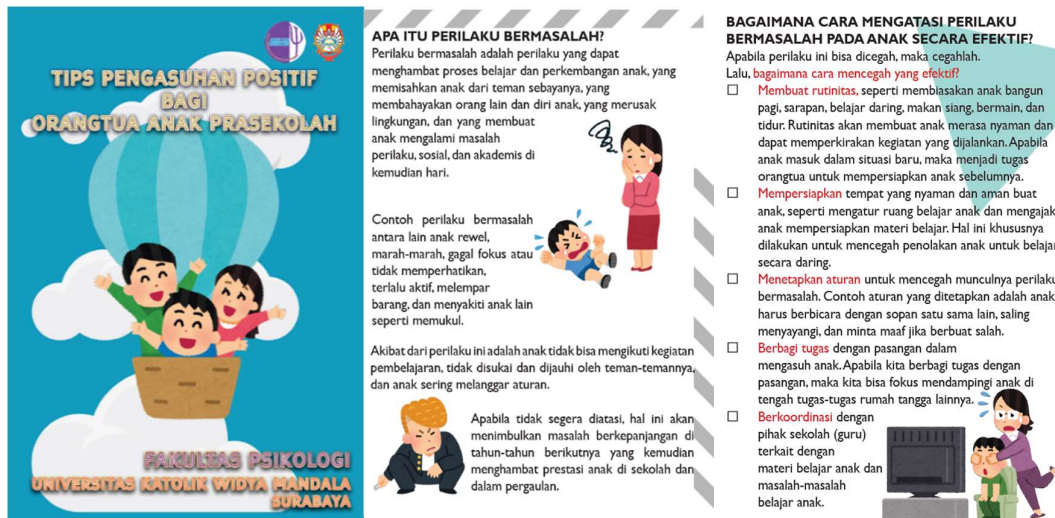 TIPS PENGASUHAN POSITIF
BAGI
ORANGTUA ANAK PRASEKOLAH
FAKULTAS PSIKOLOGI
UNIVERSITAS KATOLIK WIDYA MANDALA
SURABAYA
APA ITU PERILAKU BERMASALAH?
Perilaku bermasalah adalah perilaku yang dapat
menghambat proses belajar dan perkembangan anak, yang
memisahkan anak dari teman sebayanya, yang
membahayakan orang lain dan diri anak, yang merusak
lingkungan, dan yang membuat
anak mengalami masalah
perilaku, sosial, dan akademis di
kemudian hari.
Contoh perilaku bermasalah
antara lain anak rewel,
marah-marah, gagal fokus atau
tidak memperhatikan,
terlalu aktif, melempar
barang, dan menyakiti anak lain
seperti memukul.
Akibat dari perilaku ini adalah anak tidak bisa mengikuti kegiatan
pembelajaran, tidak disukai dan dijauhi oleh teman-temannya,
dan anak sering melanggar aturan.
Apabila tidak segera diatasi, hal ini akan
menimbulkan masalah berkepanjangan di
tahun-tahun berikutnya yang kemudian
menghambat prestasi anak di sekolah dan
dalam pergaulan.
BAGAIMANA CARA MENGATASI PERILAKU
BERMASALAH PADA ANAK SECARA EFEKTIF?
Apabila perilaku ini bisa dicegah, maka cegahlah.
Lalu, bagaimana cara mencegah yang efektif?
☐ Membuat rutinitas, seperti membiasakan anak bangun
pagi, sarapan, belajar daring, makan siang, bermain, dan
tidur. Rutinitas akan membuat anak merasa nyaman dan
dapat memperkirakan kegiatan yang dijalankan. Apabila
anak masuk dalam situasi baru, maka menjadi tugas
orangtua untuk mempersiapkan anak sebelumnya.
☐ Mempersiapkan tempat yang nyaman dan aman buat
anak, seperti mengatur ruang belajar anak dan mengajak
anak mempersiapkan materi belajar. Hal ini khususnya
dilakukan untuk mencegah penolakan anak untuk belajar
secara daring.
☐ Menetapkan aturan untuk mencegah munculnya perilaku
bermasalah. Contoh aturan yang ditetapkan adalah anak
harus berbicara dengan sopan satu sama lain, saling
menyayangi, dan minta maaf jika berbuat salah.
☐ Berbagi tugas dengan pasangan dalam
mengasuh anak. Apabila kita berbagi tugas dengan
pasangan, maka kita bisa fokus mendampingi anak di
tengah tugas-tugas rumah tangga lainnya.
☐ Berkoordinasi dengan
pihak sekolah (guru)
terkait dengan
materi belajar anak dan
masalah-masalah
belajar anak.